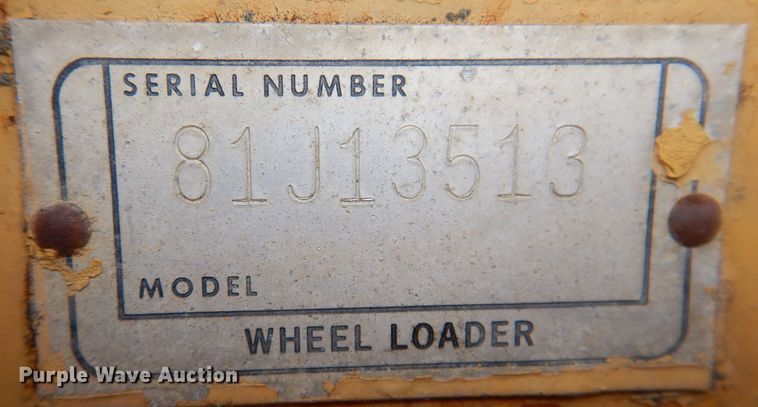 SERIAL NUMBER
81J13513
MODEL
WHEEL LOADER
Purple Wave Auction